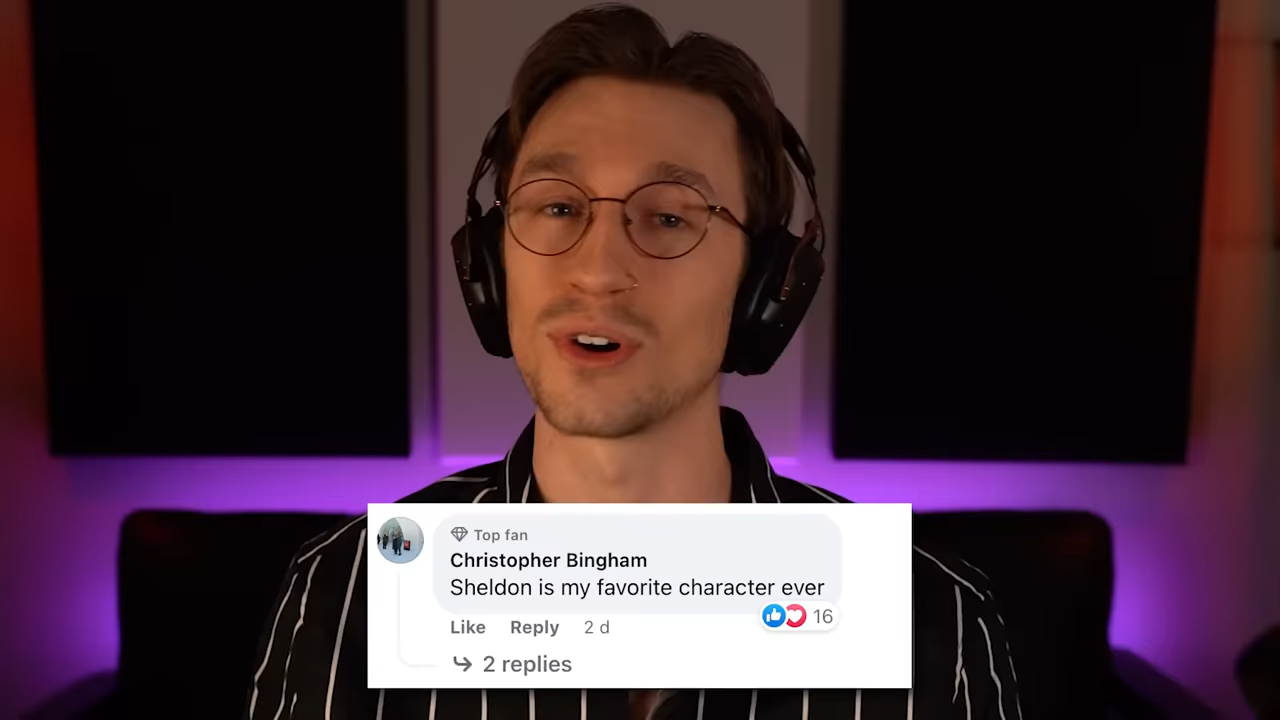 Top fan
Christopher Bingham
Sheldon is my favorite character ever
16
Like Reply 2 d
2 replies